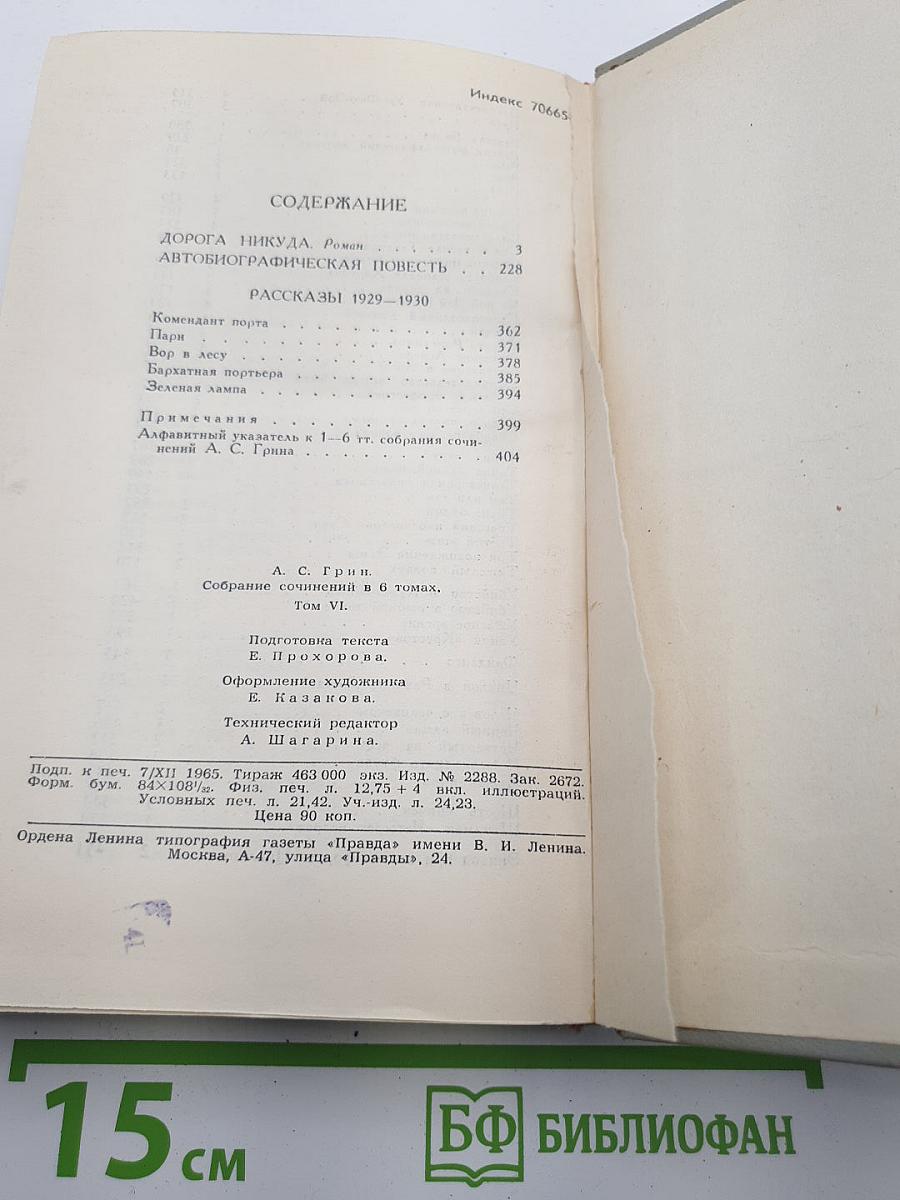 Индекс 70665
СОДЕРЖАНИЕ
ДОРОГА НИКУДА. Роман . . . . . . . 3
АВТОБИОГРАФИЧЕСКАЯ ПОВЕСТЬ . . 228
РАССКАЗЫ 1929—1930
Комендант порта . . . . . . . . . . . . 362
Пари . . . . . . . . . . . . . . . . 371
Вор в лесу . . . . . . . . . . . . . . 378
Бархатная портьера . . . . . . . . . . . 385
Зеленая лампа . . . . . . . . . . . . . 394
Примечания . . . . . . . . . . . . 399
Алфавитный указатель к 1—6 тт. собрания сочи-
нений А. С. Грина . . . . . . . . . . 404
А. С. Грин.
Собрание сочинений в 6 томах.
Том VI.
Подготовка текста
Е. Прохорова.
Оформление художника
Е. Казакова.
Технический редактор
А. Шагарина.
Подп. к печ. 7/XII 1965. Тираж 463 000 экз. Изд. № 2288. Зак. 2672.
Форм. бум. 84×108¹/₃₂. Физ. печ. л. 12,75 + 4 вкл. иллюстраций.
Условных печ. л. 21,42. Уч.-изд. л. 24,23.
Цена 90 коп.
Ордена Ленина типография газеты «Правда» имени В. И. Ленина.
Москва, А-47, улица «Правды», 24.
15 см
БФ БИБЛИОФАН